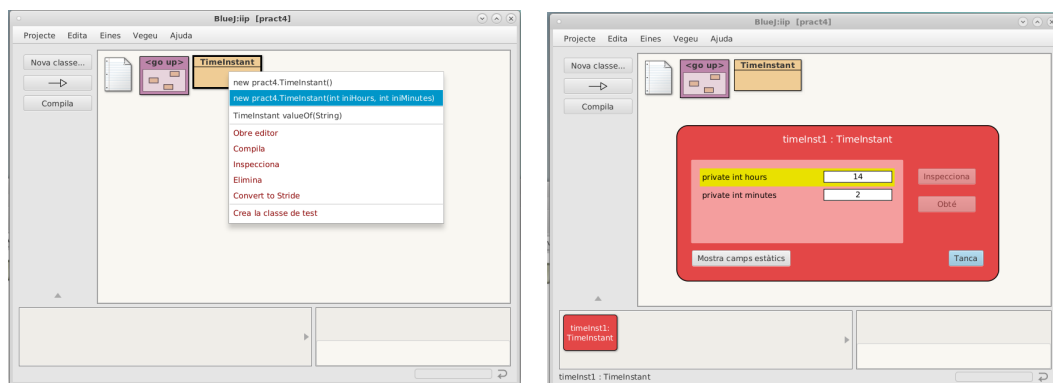 BlueJ:iip [pract4]
Projecte Edita Eines Vegeu Ajuda
Nova classe...
Compila
<go up>
TimeInstant
new pract4.TimeInstant()
new pract4.TimeInstant(int iniHours, int iniMinutes)
TimeInstant valueOf(String)
Obre editor
Compila
Inspecciona
Elimina
Convert to Stride
Crea la classe de test
BlueJ:iip [pract4]
Projecte Edita Eines Vegeu Ajuda
Nova classe...
Compila
<go up>
TimeInstant
timeInst1 : TimeInstant
private int hours 14
private int minutes 2
Inspecciona
Obté
Mostra camps estàtics
Tanca
timeInst1:
TimeInstant
timeInst1 : TimeInstant